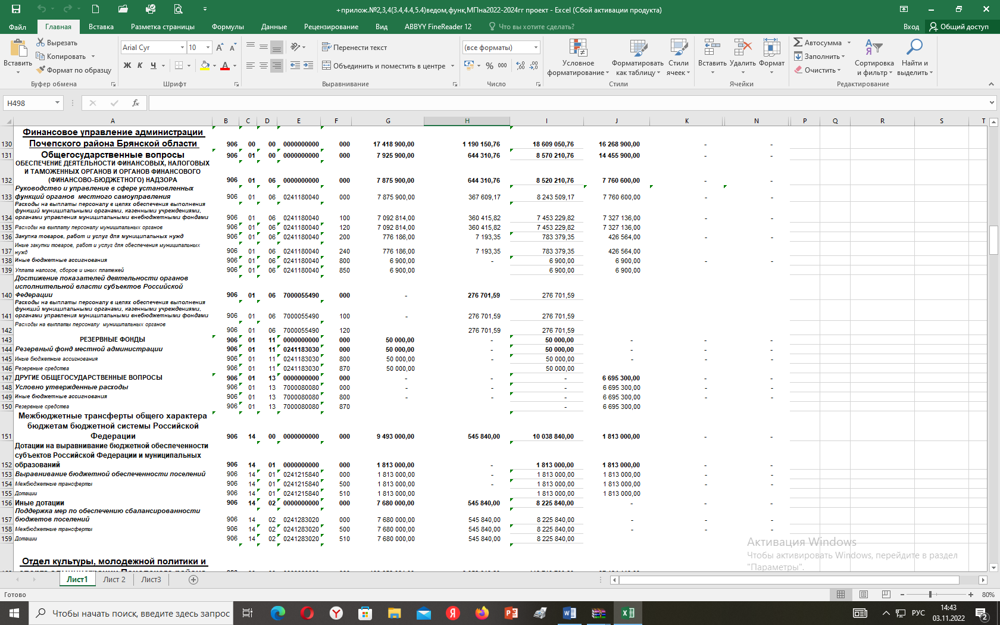 +прилож.№2,3,4(3.4,4.4,5.4)ведом,функ,МПна2022-2024гг проект - Excel (Сбой активации продукта)
Файл Главная Вставка Разметка страницы Формулы Данные Рецензирование Вид ABBYY FineReader 12 Что вы хотите сделать? Вход Общий доступ
Вставить Вырезать Копировать Формат по образцу
Arial Cyr 10
Ж К Ч
Перенести текст
Объединить и поместить в центре
(все форматы)
% 000
Условное форматирование Форматировать как таблицу Стили ячеек Вставить Удалить Формат
Автосумма
Заполнить
Очистить
Сортировка и фильтр Найти и выделить
Буфер обмена Шрифт Выравнивание Число Стили Ячейки Редактирование
H498 fx
A B C D E F G H I J K N P Q R S T
Финансовое управление администрации
130 Почепского района Брянской области 906 00 00 0000000000 000 17 418 900,00 1 190 150,76 18 609 050,76 16 268 900,00 - -
131 Общегосударственные вопросы 906 01 00 0000000000 000 7 925 900,00 644 310,76 8 570 210,76 14 455 900,00 - -
ОБЕСПЕЧЕНИЕ ДЕЯТЕЛЬНОСТИ ФИНАНСОВЫХ, НАЛОГОВЫХ
И ТАМОЖЕННЫХ ОРГАНОВ И ОРГАНОВ ФИНАНСОВОГО
132 (ФИНАНСОВО-БЮДЖЕТНОГО) НАДЗОРА 906 01 06 0000000000 000 7 875 900,00 644 310,76 8 520 210,76 7 760 600,00 - -
Руководство и управление в сфере установленных
133 функций органов местного самоуправления 906 01 06 0241180040 000 7 875 900,00 367 609,17 8 243 509,17 7 760 600,00 - -
Расходы на выплаты персоналу в целях обеспечения выполнения
функций муниципальными органами, казенными учреждениями,
134 органами управления муниципальными внебюджетными фондами 906 01 06 0241180040 100 7 092 814,00 360 415,82 7 453 229,82 7 327 136,00 - -
135 Расходы на выплату персоналу муниципальных органов 906 01 06 0241180040 120 7 092 814,00 360 415,82 7 453 229,82 7 327 136,00
136 Закупка товаров, работ и услуг для муниципальных нужд 906 01 06 0241180040 200 776 186,00 7 193,35 783 379,35 426 564,00 - -
Иные закупки товаров, работ и услуг для обеспечения муниципальных
137 нужд 906 01 06 0241180040 240 776 186,00 7 193,35 783 379,35 426 564,00
138 Иные бюджетные ассигнования 906 01 06 0241180040 800 6 900,00 - 6 900,00 6 900,00 - -
139 Уплата налогов, сборов и иных платежей 906 01 06 0241180040 850 6 900,00 6 900,00 6 900,00
Достижение показателей деятельности органов
исполнительной власти субъектов Российской
140 Федерации 906 01 06 7000055490 000 - 276 701,59 276 701,59
Расходы на выплаты персоналу в целях обеспечения выполнения
функций муниципальными органами, казенными учреждениями,
141 органами управления муниципальными внебюджетными фондами 906 01 06 7000055490 100 - 276 701,59 276 701,59
Расходы на выплаты персоналу муниципальных органов
142 906 01 06 7000055490 120 276 701,59 276 701,59
143 РЕЗЕРВНЫЕ ФОНДЫ 906 01 11 0000000000 000 50 000,00 - 50 000,00 - - -
144 Резервный фонд местной администрации 906 01 11 0241183030 000 50 000,00 - 50 000,00 - - -
145 Иные бюджетные ассигнования 906 01 11 0241183030 800 50 000,00 - 50 000,00 - - -
146 Резервные средства 906 01 11 0241183030 870 50 000,00 50 000,00
147 ДРУГИЕ ОБЩЕГОСУДАРСТВЕННЫЕ ВОПРОСЫ 906 01 13 0000000000 000 - - - 6 695 300,00 - -
148 Условно утвержденные расходы 906 01 13 7000080080 000 - - - 6 695 300,00 - -
149 Иные бюджетные ассигнования 906 01 13 7000080080 800 - - - 6 695 300,00 - -
150 Резервные средства 906 01 13 7000080080 870 - 6 695 300,00
Межбюджетные трансферты общего характера
бюджетам бюджетной системы Российской
151 Федерации 906 14 00 0000000000 000 9 493 000,00 545 840,00 10 038 840,00 1 813 000,00 - -
Дотации на выравнивание бюджетной обеспеченности
субъектов Российской Федерации и муниципальных
152 образований 906 14 01 0000000000 000 1 813 000,00 - 1 813 000,00 1 813 000,00 - -
153 Выравнивание бюджетной обеспеченности поселений 906 14 01 0241215840 000 1 813 000,00 - 1 813 000,00 1 813 000,00 - -
154 Межбюджетные трансферты 906 14 01 0241215840 500 1 813 000,00 - 1 813 000,00 1 813 000,00 - -
155 Дотации 906 14 01 0241215840 510 1 813 000,00 1 813 000,00 1 813 000,00
156 Иные дотации 906 14 02 0000000000 000 7 680 000,00 545 840,00 8 225 840,00 - - -
Поддержка мер по обеспечению сбалансированности
157 бюджетов поселений 906 14 02 0241283020 000 7 680 000,00 545 840,00 8 225 840,00 - - -
158 Межбюджетные трансферты 906 14 02 0241283020 500 7 680 000,00 545 840,00 8 225 840,00 - - -
159 Дотации 906 14 02 0241283020 510 7 680 000,00 545 840,00 8 225 840,00
Отдел культуры, молодежной политики и
Активация Windows
Чтобы активировать Windows, перейдите в раздел
"Параметры".
Лист1 Лист 2 Лист3
Готово 80%
Чтобы начать поиск, введите здесь запрос
РУС 14:43
03.11.2022 2